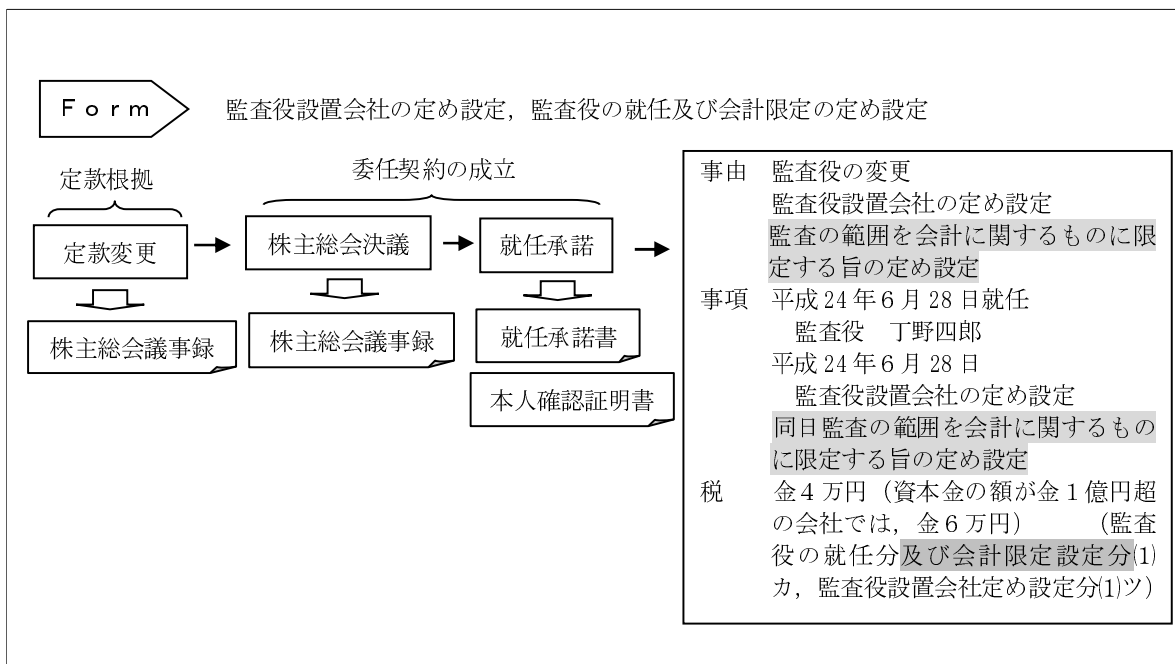 Ｆｏｒｍ
監査役設置会社の定め設定，監査役の就任及び会計限定の定め設定
定款根拠
委任契約の成立
定款変更
株主総会決議
就任承諾
株主総会議事録
株主総会議事録
就任承諾書
本人確認証明書
事由　監査役の変更
監査役設置会社の定め設定
監査の範囲を会計に関するものに限
定する旨の定め設定
事項　平成24年６月28日就任
監査役　丁野四郎
平成24年６月28日
監査役設置会社の定め設定
同日監査の範囲を会計に関するもの
に限定する旨の定め設定
税　金４万円（資本金の額が金１億円超
の会社では，金６万円）　（監査
役の就任分及び会計限定設定分⑴
カ，監査役設置会社定め設定分⑴ツ）